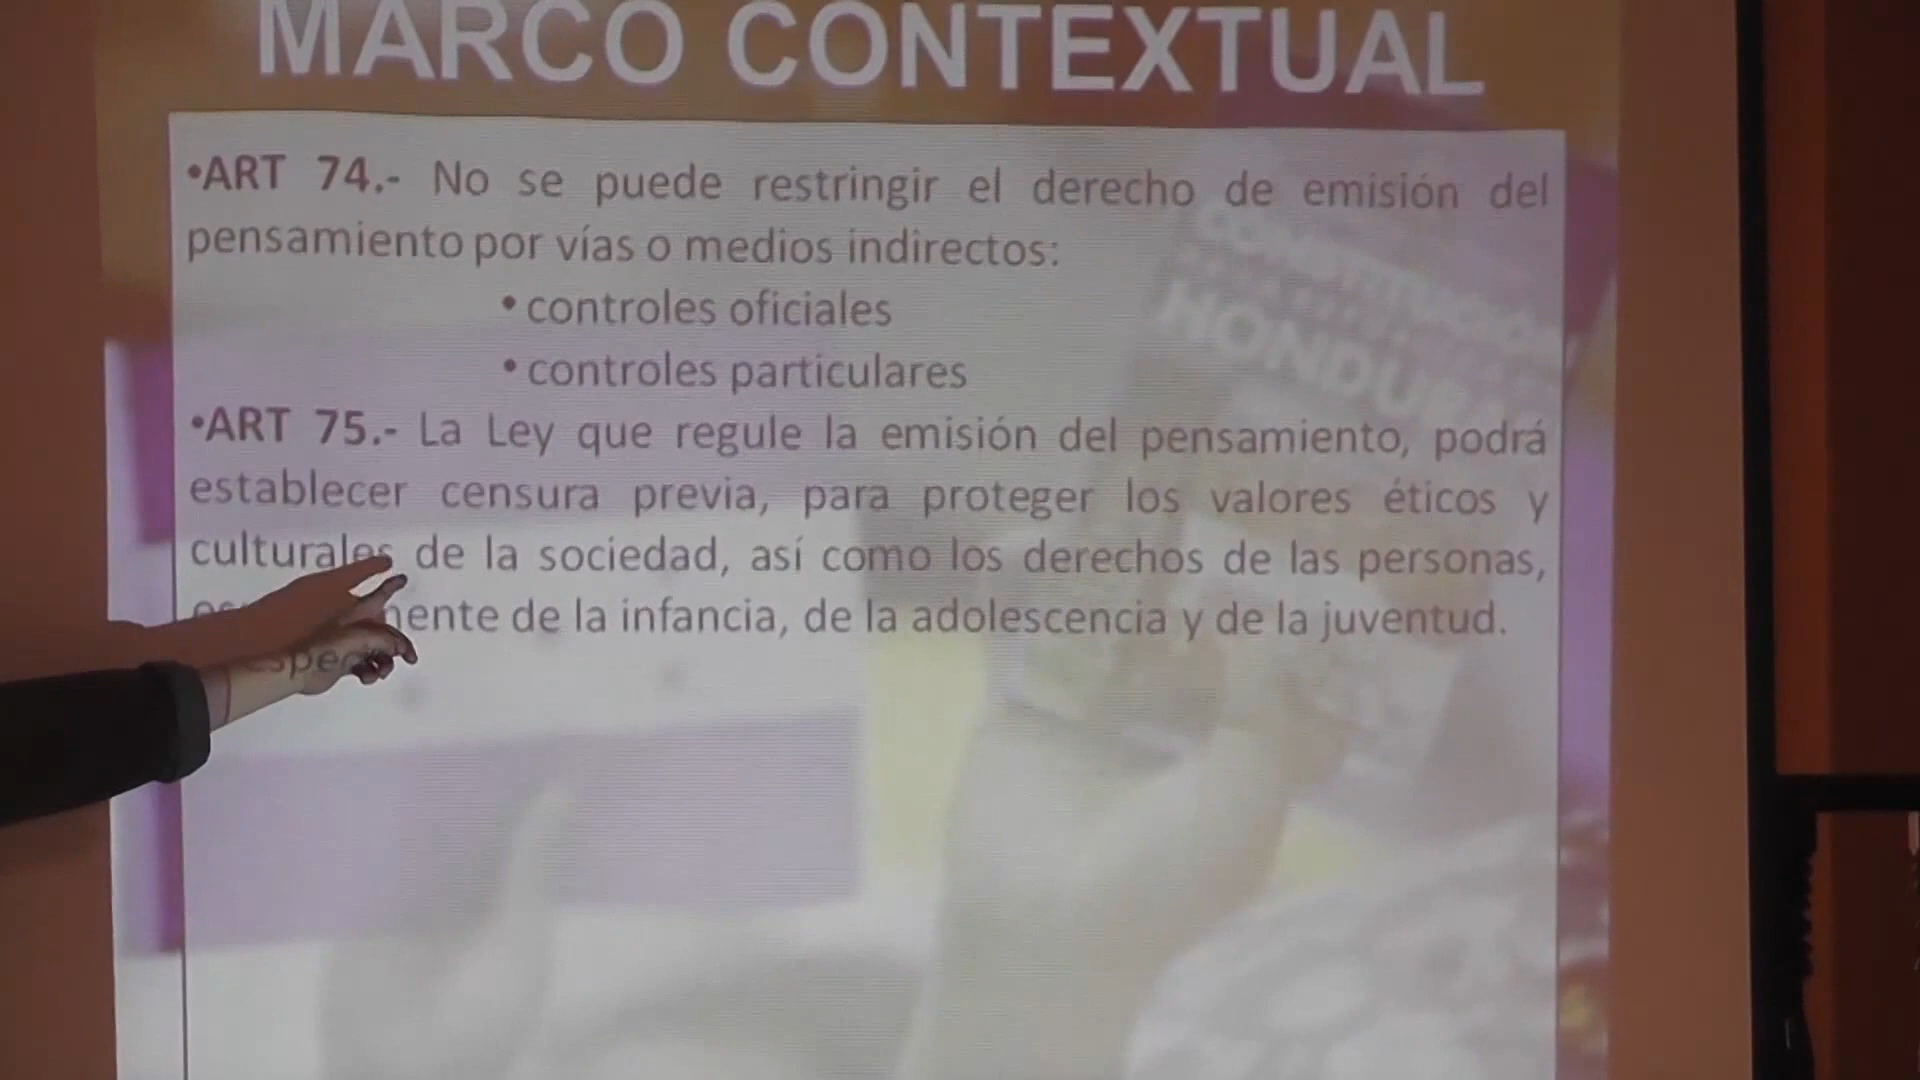 MARCO CONTEXTUAL
•ART 74.- No se puede restringir el derecho de emisión del
pensamiento por vías o medios indirectos:
• controles oficiales
• controles particulares
•ART 75.- La Ley que regule la emisión del pensamiento, podrá
establecer censura previa, para proteger los valores éticos y
culturales de la sociedad, así como los derechos de las personas,
de la infancia, de la adolescencia y de la juventud.
CONSTITUCIÓN
HONDURAS